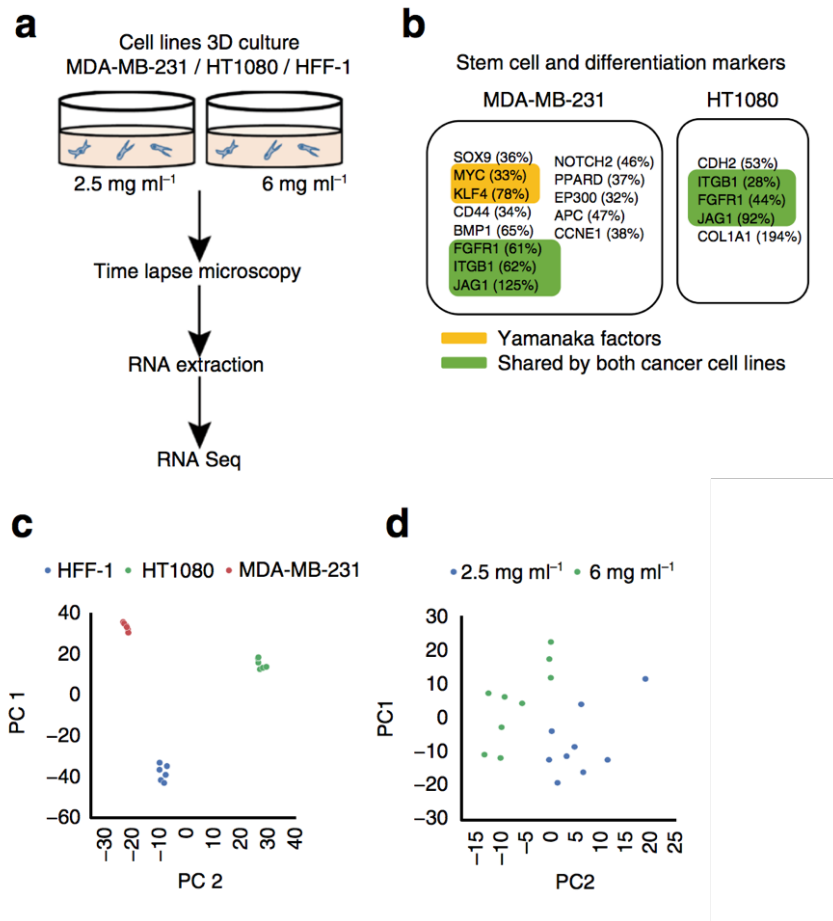 a
Cell lines 3D culture
MDA-MB-231 / HT1080 / HFF-1
2.5 mg ml⁻¹
6 mg ml⁻¹
Time lapse microscopy
RNA extraction
RNA Seq
b
Stem cell and differentiation markers
MDA-MB-231
SOX9 (36%)
MYC (33%)
KLF4 (78%)
CD44 (34%)
BMP1 (65%)
FGFR1 (61%)
ITGB1 (62%)
JAG1 (125%)
NOTCH2 (46%)
PPARD (37%)
EP300 (32%)
APC (47%)
CCNE1 (38%)
HT1080
CDH2 (53%)
ITGB1 (28%)
FGFR1 (44%)
JAG1 (92%)
COL1A1 (194%)
Yamanaka factors
Shared by both cancer cell lines
c
HFF-1 HT1080 MDA-MB-231
PC 1
40
20
0
−20
−40
−60
−30 −20 −10 0 10 20 30 40
PC 2
d
2.5 mg ml⁻¹ 6 mg ml⁻¹
PC1
30
20
10
0
−10
−20
−30
−15 −10 −5 0 5 10 15 20 25
PC2